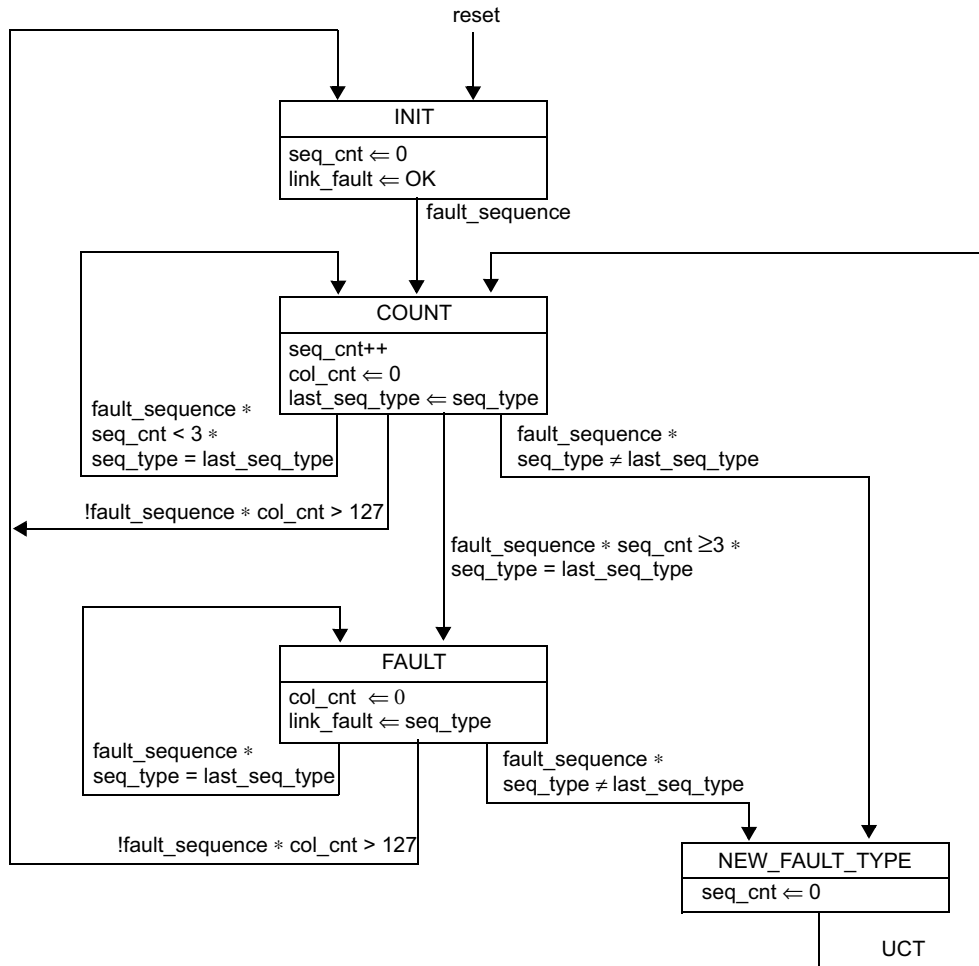 reset
INIT
seq_cnt ⇐ 0
link_fault ⇐ OK
fault_sequence
COUNT
seq_cnt++
col_cnt ⇐ 0
last_seq_type ⇐ seq_type
fault_sequence *
seq_cnt < 3 *
seq_type = last_seq_type
fault_sequence *
seq_type ≠ last_seq_type
!fault_sequence * col_cnt > 127
fault_sequence * seq_cnt ≥3 *
seq_type = last_seq_type
FAULT
col_cnt ⇐ 0
link_fault ⇐ seq_type
fault_sequence *
seq_type = last_seq_type
fault_sequence *
seq_type ≠ last_seq_type
!fault_sequence * col_cnt > 127
NEW_FAULT_TYPE
seq_cnt ⇐ 0
UCT